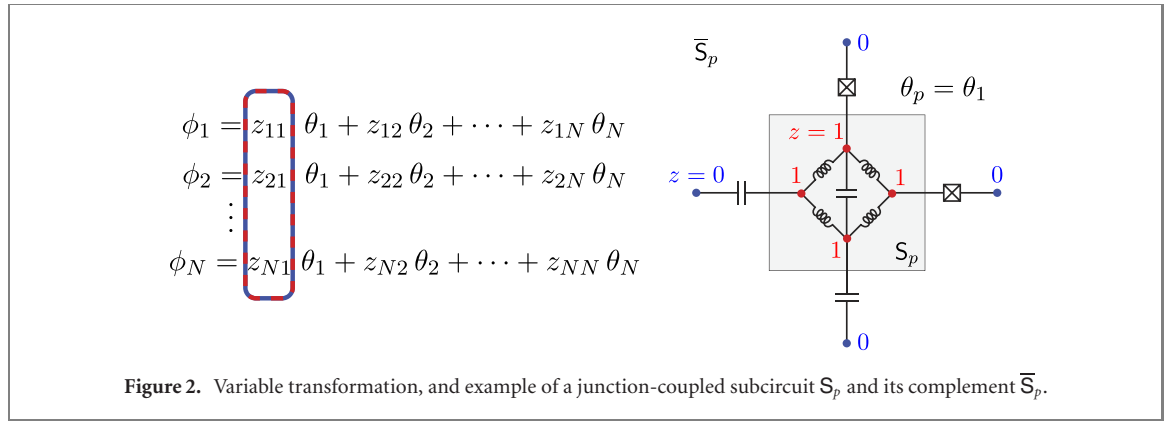 ϕ₁ = z₁₁ θ₁ + z₁₂ θ₂ + ⋯ + z₁N θN
ϕ₂ = z₂₁ θ₁ + z₂₂ θ₂ + ⋯ + z₂N θN
⋮
ϕN = zN₁ θ₁ + zN₂ θ₂ + ⋯ + zNN θN
S̅ₚ
0
θₚ = θ₁
z = 1
z = 0
1
1
0
1
Sₚ
0
Figure 2. Variable transformation, and example of a junction-coupled subcircuit Sₚ and its complement S̅ₚ.